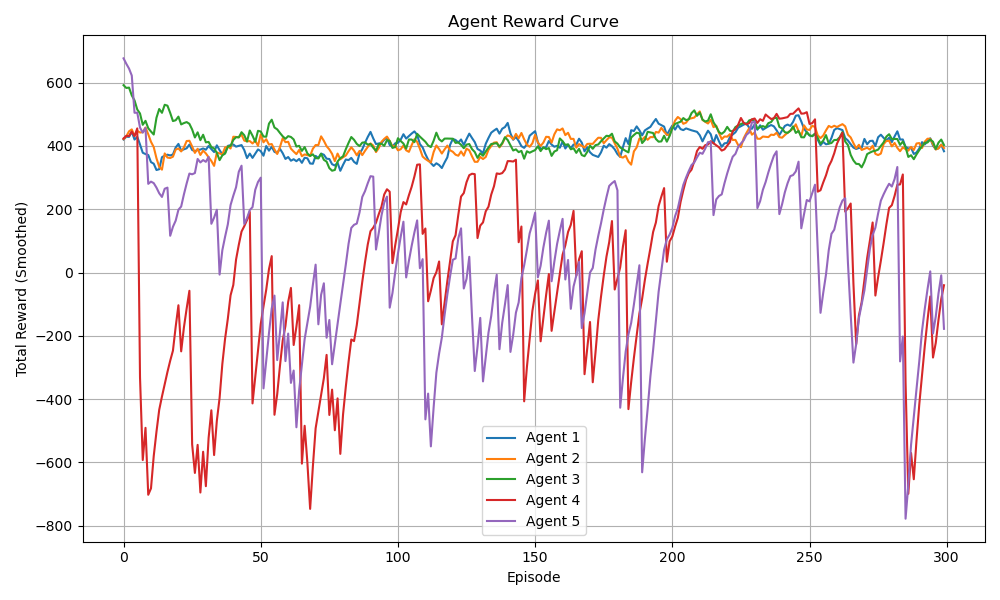 Agent Reward Curve
Total Reward (Smoothed)
600
400
200
0
−200
−400
−600
−800
Agent 1
Agent 2
Agent 3
Agent 4
Agent 5
0 50 100 150 200 250 300
Episode